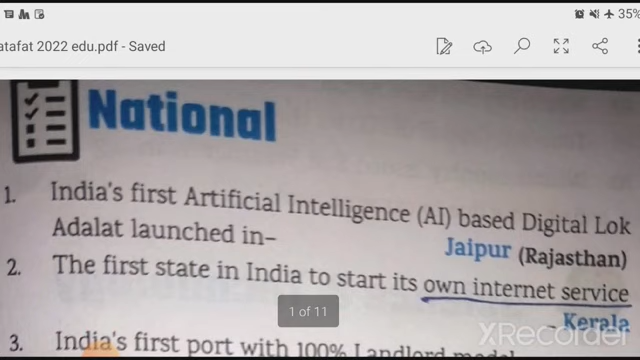 35%
atafat 2022 edu.pdf - Saved
National
1. India's first Artificial Intelligence (AI) based Digital Lok
Adalat launched in–
Jaipur (Rajasthan)
2. The first state in India to start its own internet service
1 of 11
- Kerala
XRecorder
3. India's first port with 100% Landlord